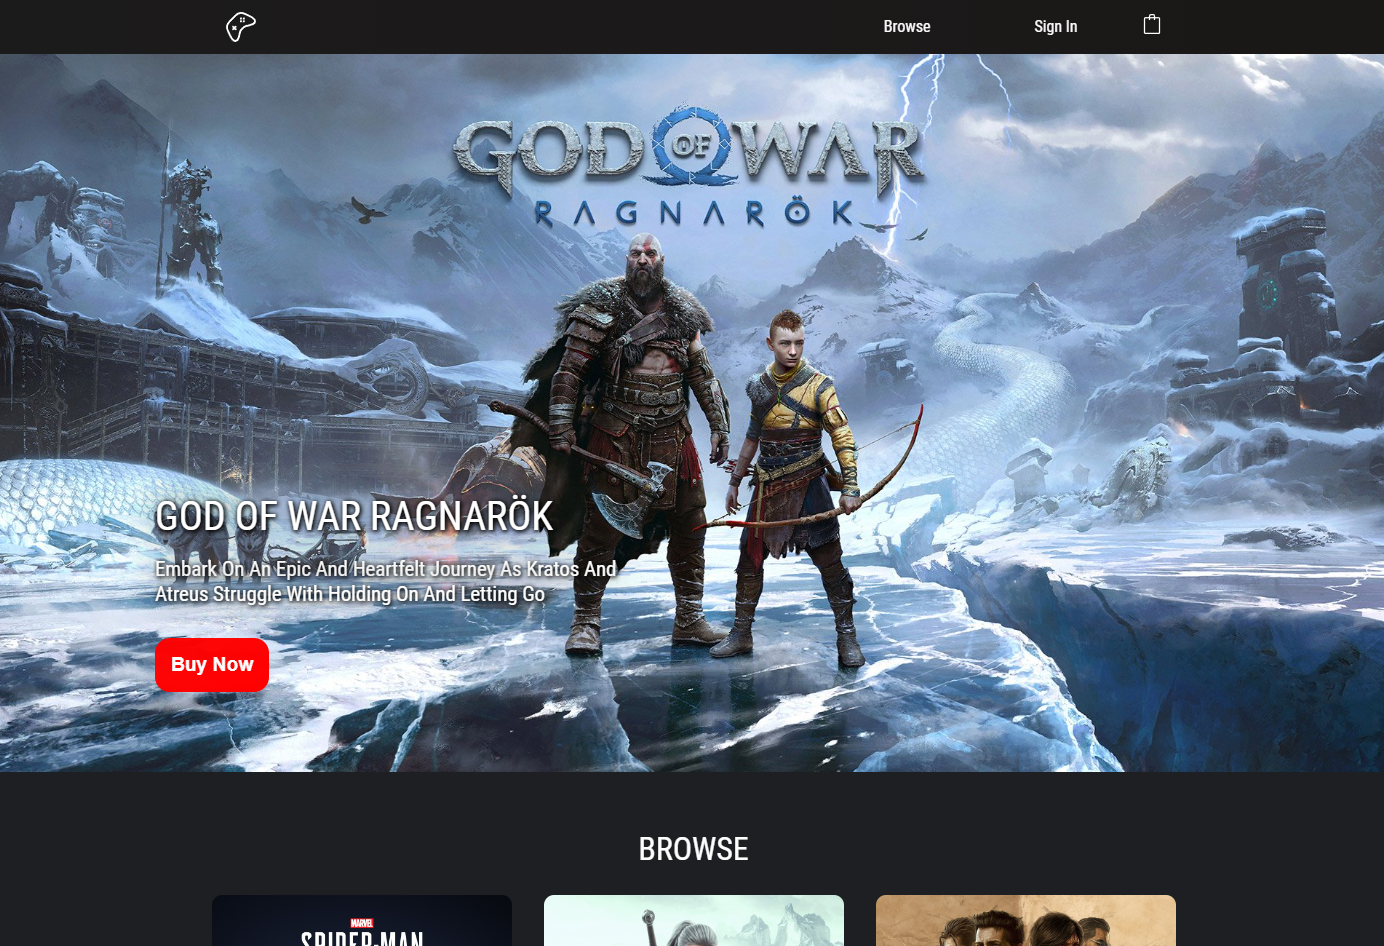 Browse
Sign In
GOD OF WAR
RAGNARÖK
GOD OF WAR RAGNARÖK
Embark On An Epic And Heartfelt Journey As Kratos And
Atreus Struggle With Holding On And Letting Go
Buy Now
BROWSE
MARVEL
SPIDER-MAN